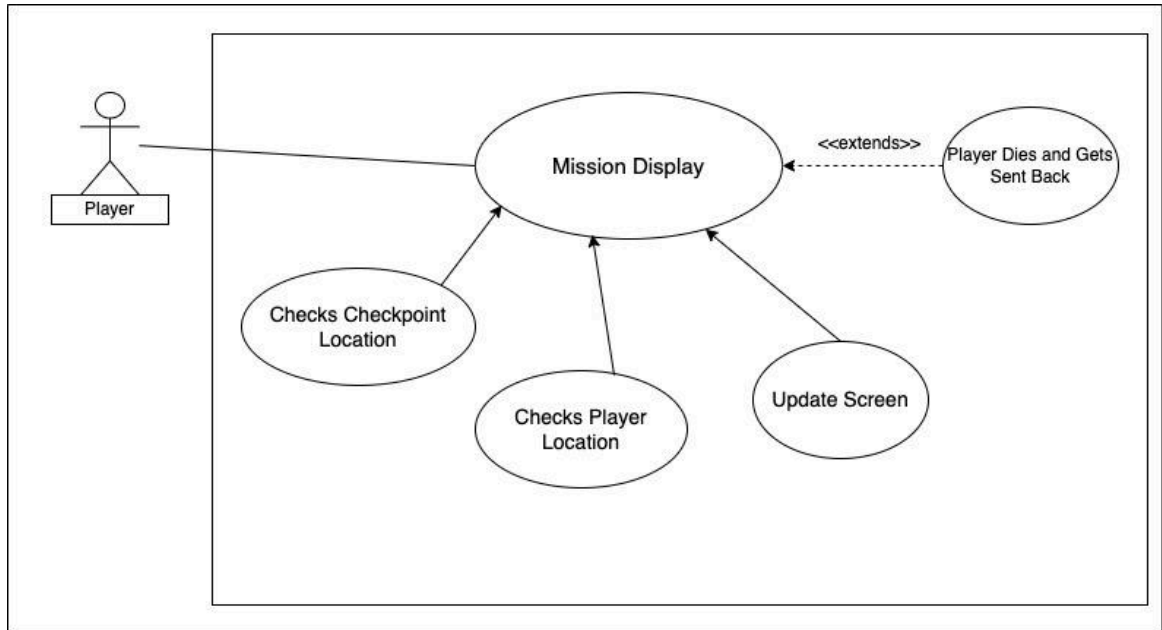 Player
Mission Display
<<extends>>
Player Dies and Gets
Sent Back
Checks Checkpoint
Location
Checks Player
Location
Update Screen